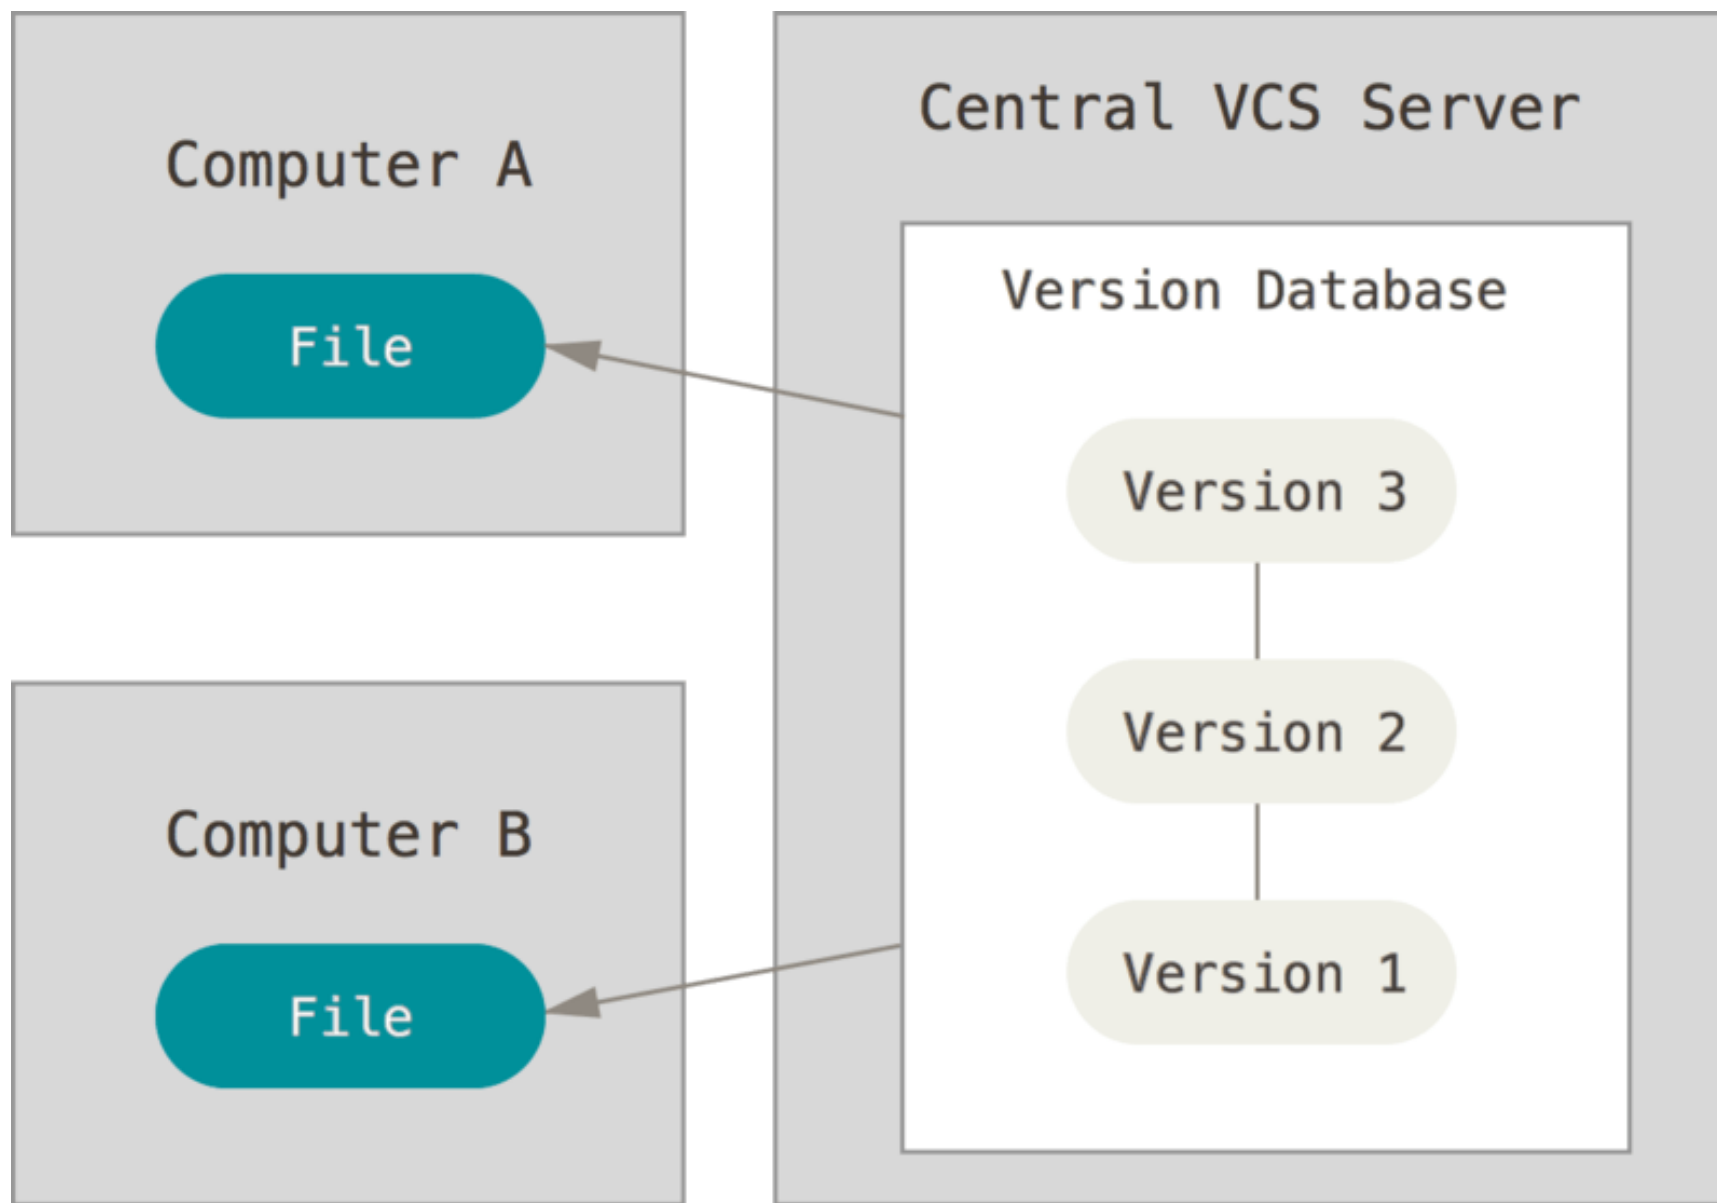 Computer A
File
Computer B
File
Central VCS Server
Version Database
Version 3
Version 2
Version 1